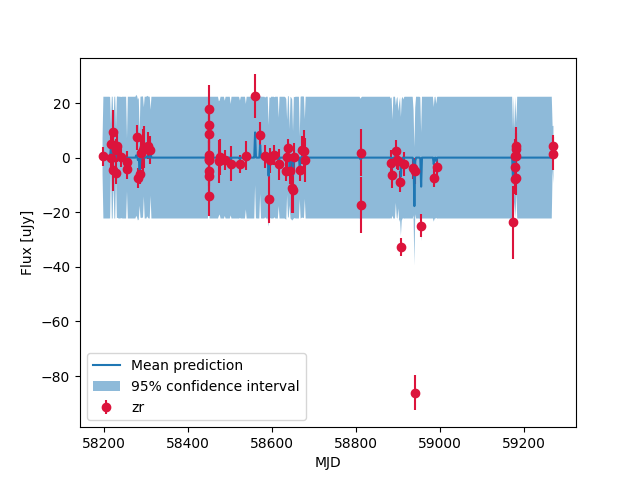 20
0
−20
−40
−60
−80
Flux [uJy]
Mean prediction
95% confidence interval
zr
58200 58400 58600 58800 59000 59200
MJD